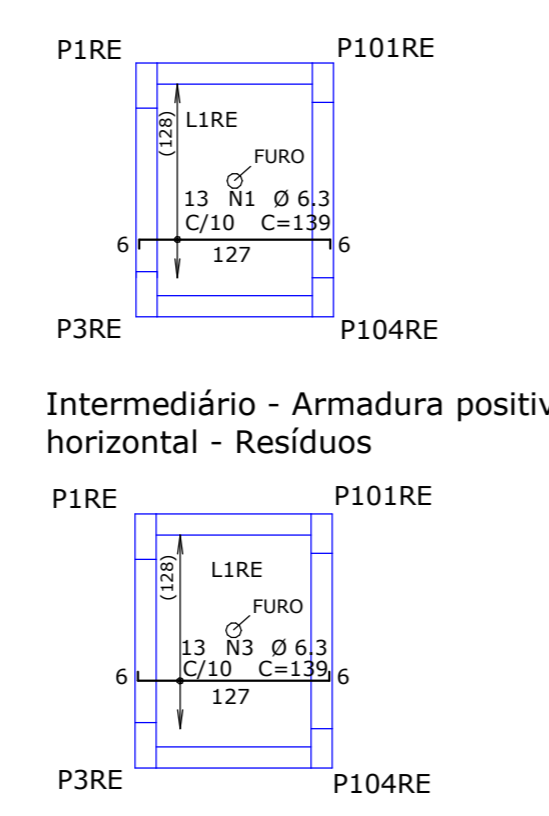 P1RE P101RE
(128)
L1RE
FURO
13 N1 Ø 6.3
C/10 C=139
6 127 6
P3RE P104RE
Intermediário - Armadura positiv
horizontal - Resíduos
P1RE P101RE
(128)
L1RE
FURO
13 N3 Ø 6.3
C/10 C=139
6 127 6
P3RE P104RE